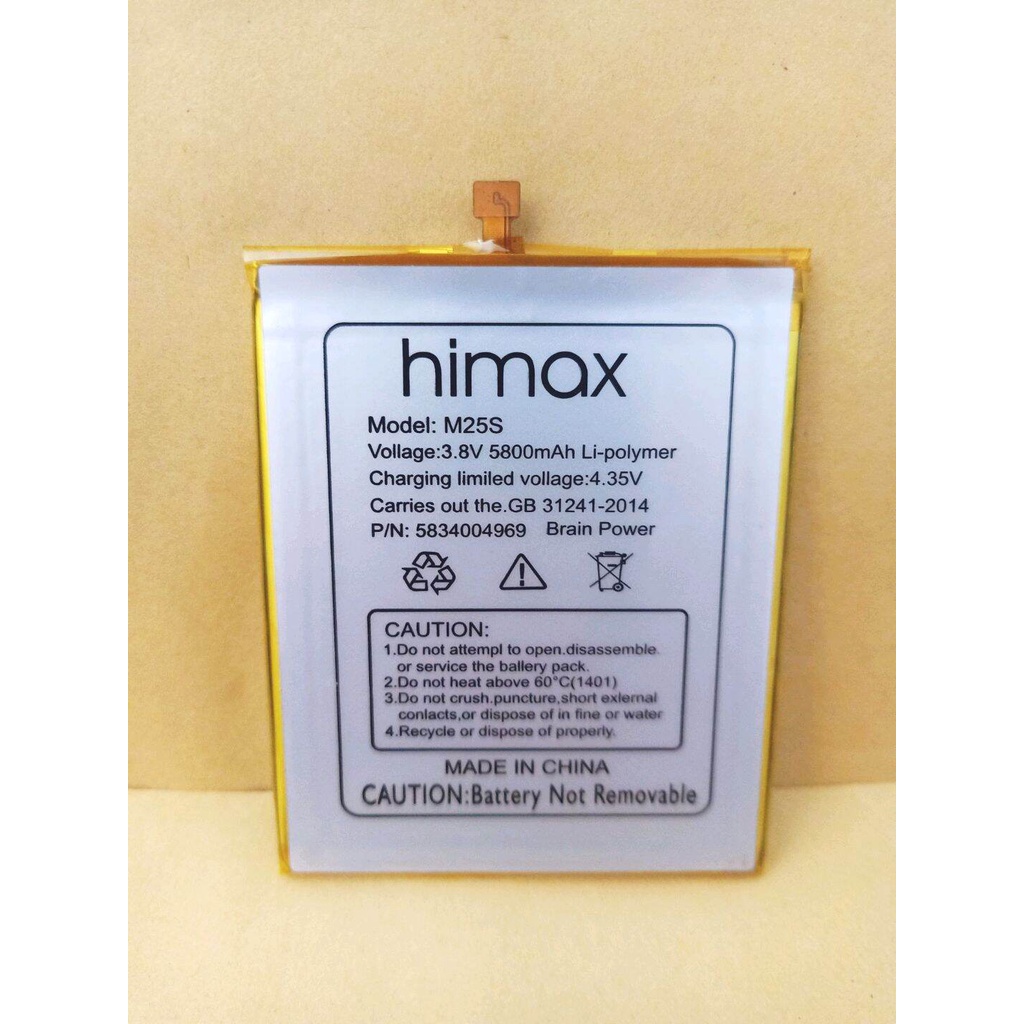 himax
Model: M25S
Voltage:3.8V 5800mAh Li-polymer
Charging limited voltage:4.35V
Carries out the.GB 31241-2014
P/N: 5834004969 Brain Power
CAUTION:
1.Do not attempl to open.disassemble.
or service the ballery pack.
2.Do not heat above 60°C(1401)
3.Do not crush.puncture,short exlernal
conlacts,or dispose of in fine or water
4.Recycle or dispose of properly.
MADE IN CHINA
CAUTION:Battery Not Removable